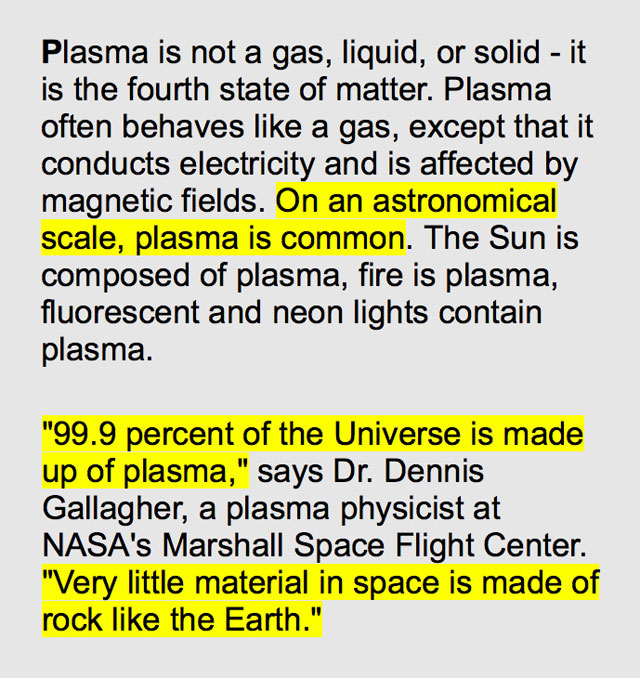 Plasma is not a gas, liquid, or solid - it
is the fourth state of matter. Plasma
often behaves like a gas, except that it
conducts electricity and is affected by
magnetic fields. On an astronomical
scale, plasma is common. The Sun is
composed of plasma, fire is plasma,
fluorescent and neon lights contain
plasma.
"99.9 percent of the Universe is made
up of plasma," says Dr. Dennis
Gallagher, a plasma physicist at
NASA's Marshall Space Flight Center.
"Very little material in space is made of
rock like the Earth."